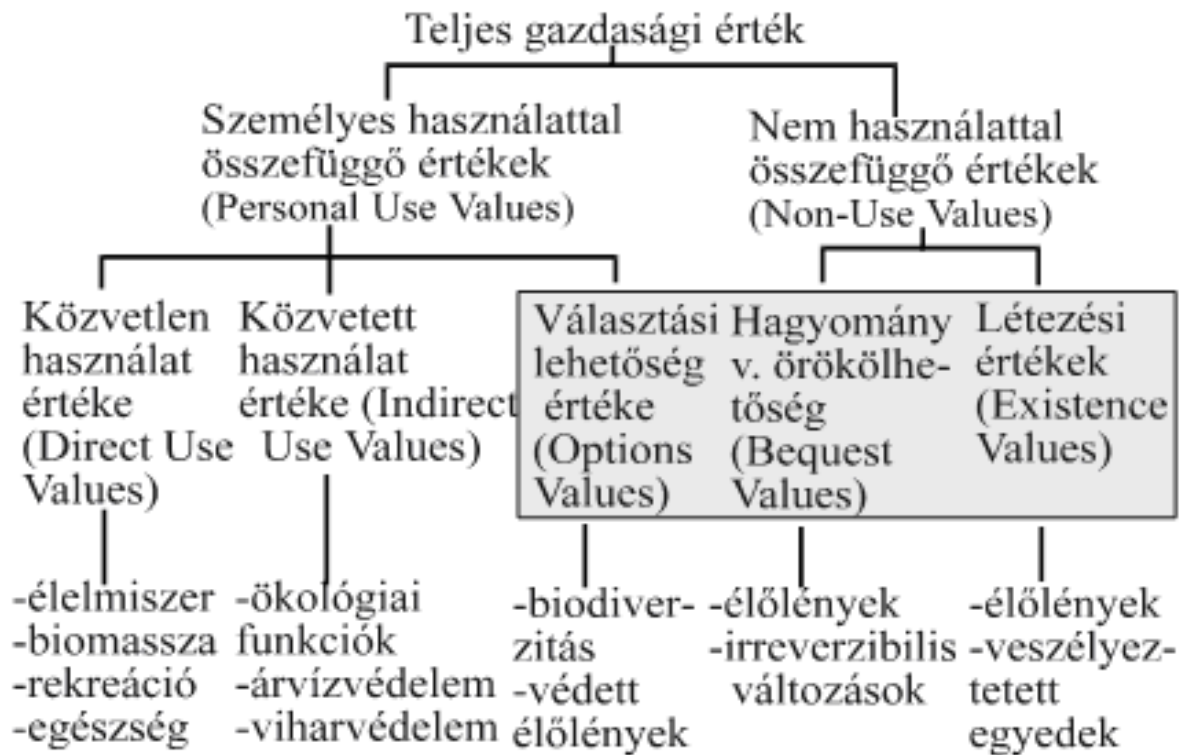 Teljes gazdasági érték
Személyes használattal
összefüggő értékek
(Personal Use Values)
Nem használattal
összefüggő értékek
(Non-Use Values)
Közvetlen
használat
értéke
(Direct Use
Values)
Közvetett
használat
értéke (Indirect
Use Values)
Választási
lehetőség
értéke
(Options
Values)
Hagyomány
v. örökölhe-
tőség
(Bequest
Values)
Létezési
értékek
(Existence
Values)
-élelmiszer
-biomassza
-rekreáció
-egészség
-ökológiai
funkciók
-árvízvédelem
-viharvédelem
-biodiver-
zitás
-védett
élőlények
-élőlények
-irreverzibilis
változások
-élőlények
-veszélyez-
tetett
egyedek